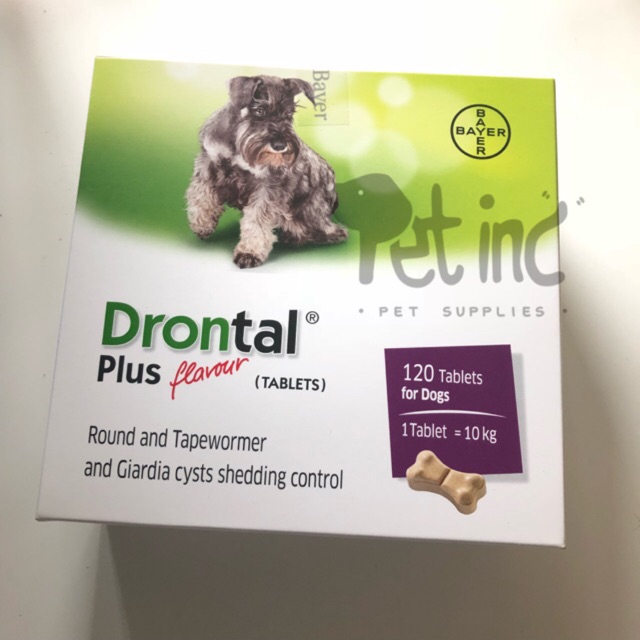 Bayer
BAYER
BAYER
Pet inc
• PET SUPPLIES •
Drontal®
Plus flavour (TABLETS)
120 Tablets
for Dogs
1 Tablet = 10 kg
Round and Tapewormer
and Giardia cysts shedding control